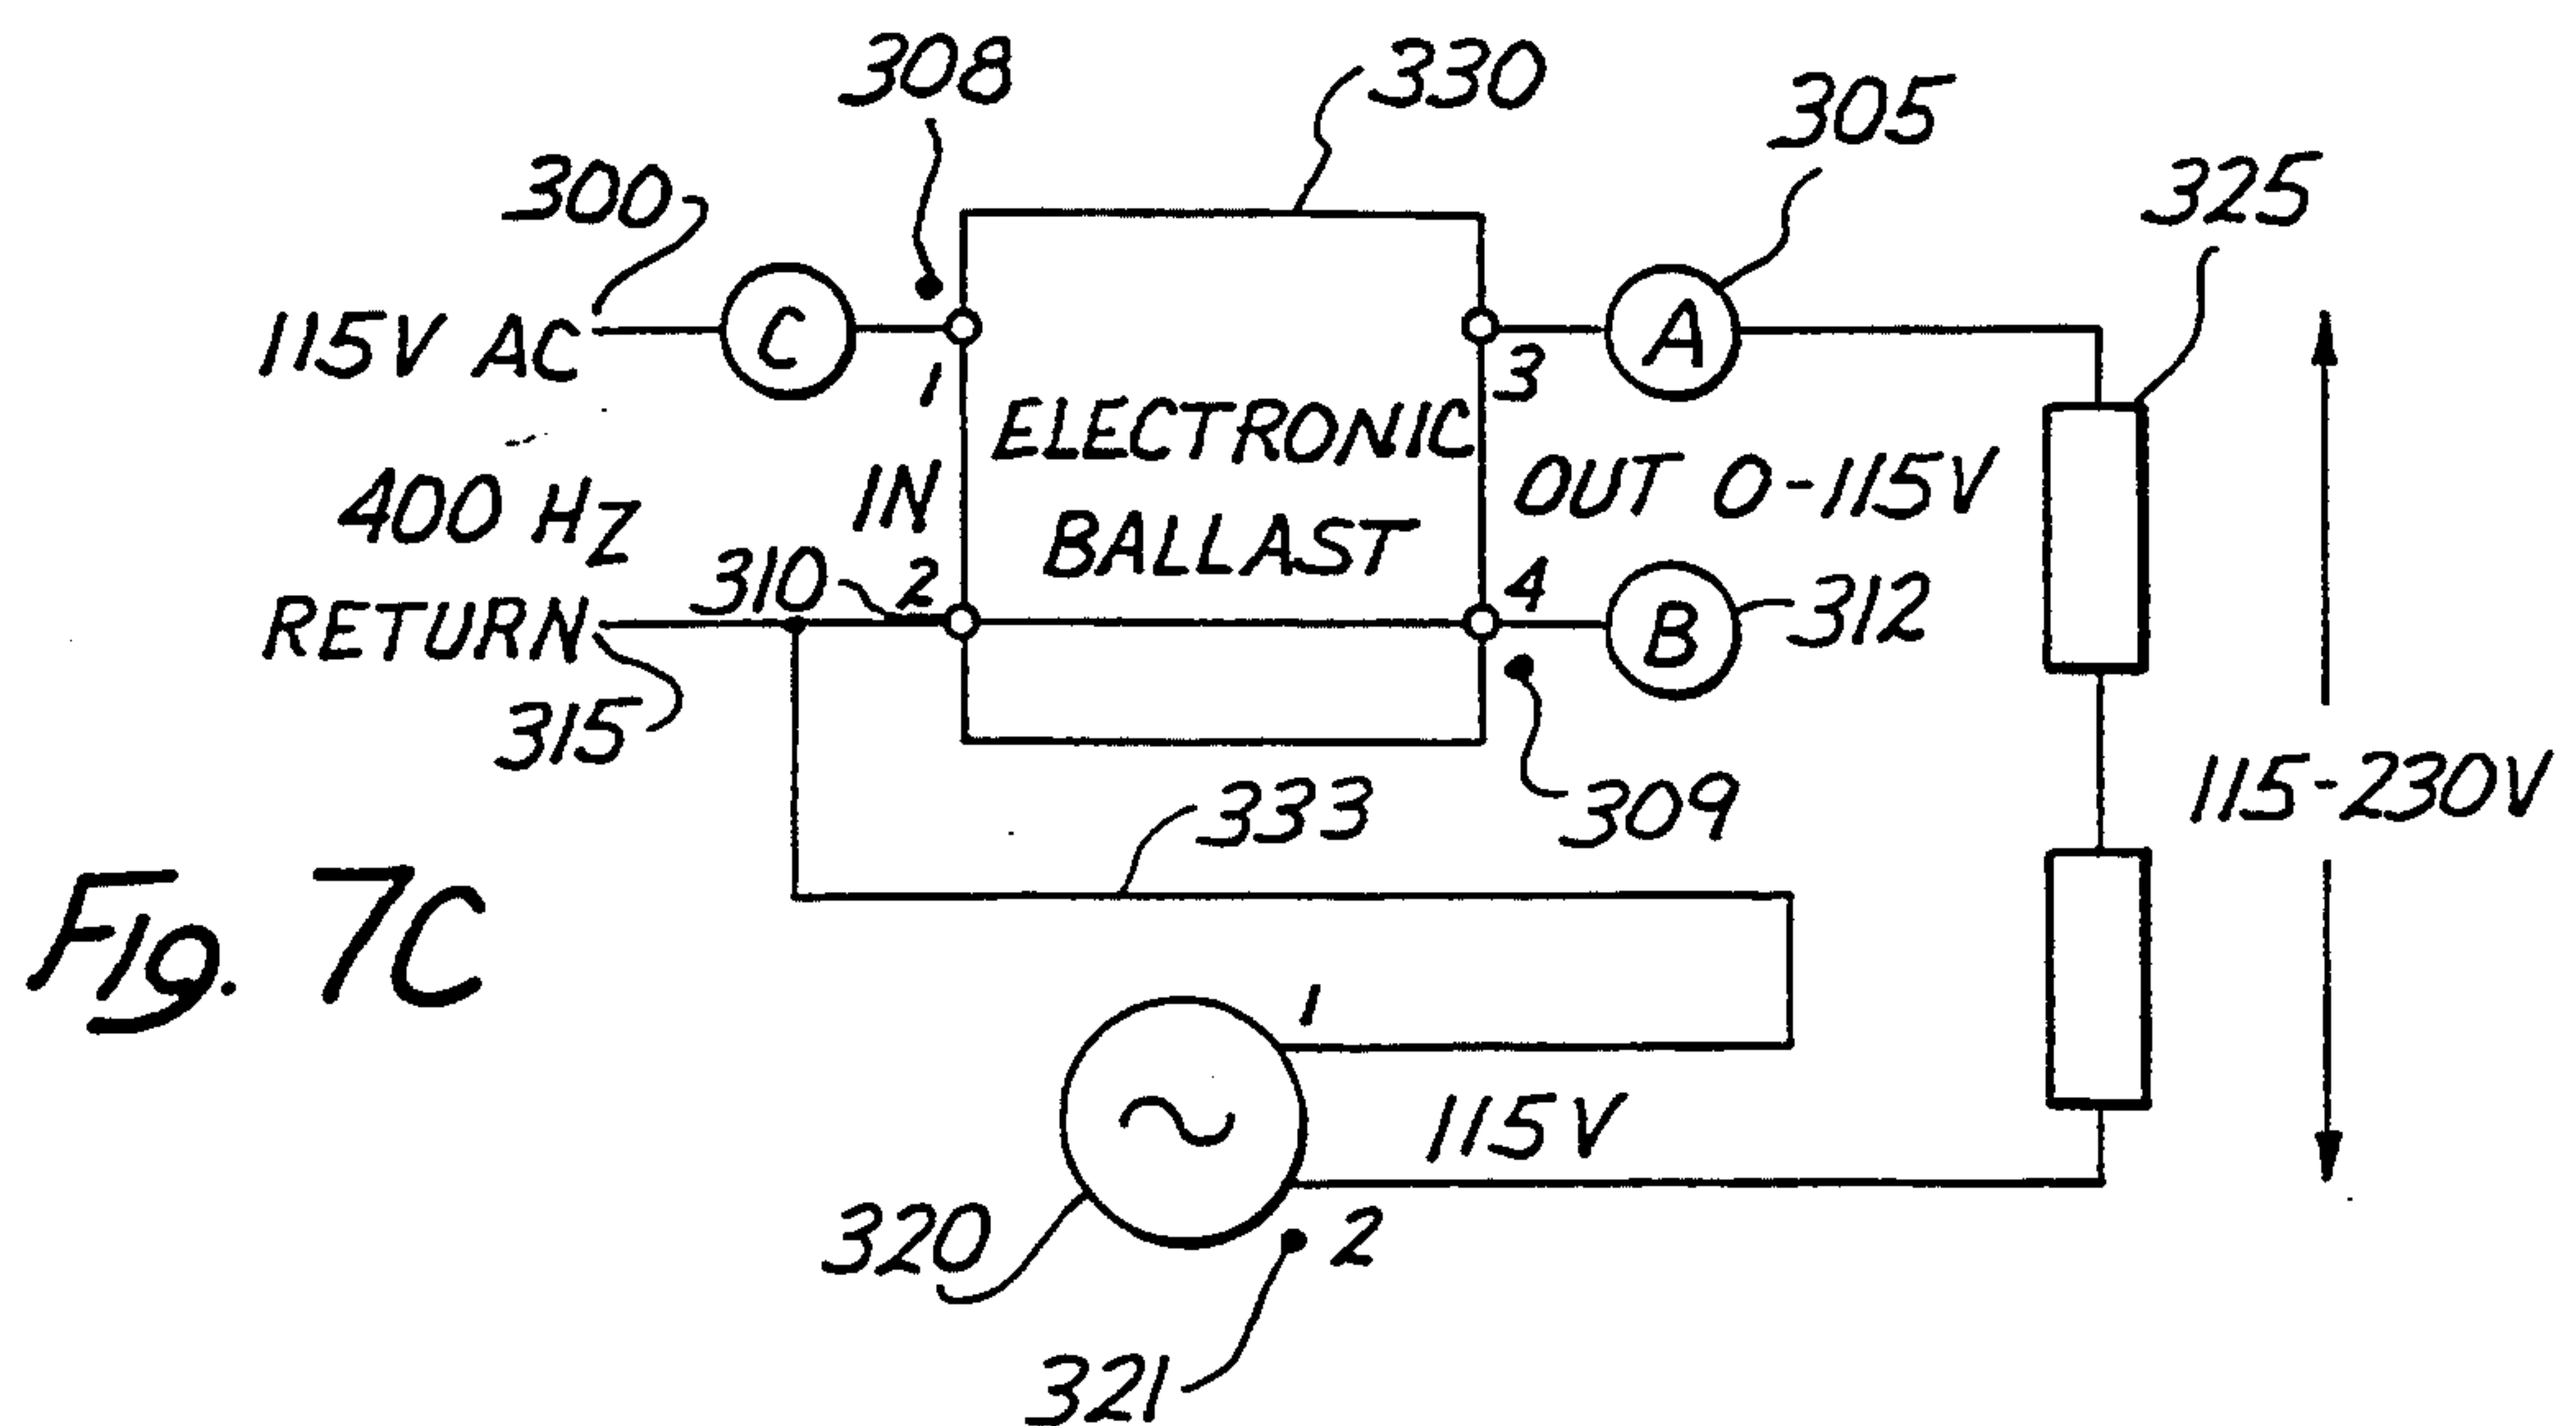 308
330
305
300
325
115V AC
C
1
3
A
ELECTRONIC
IN
OUT 0-115V
400 HZ
BALLAST
310
2
4
B
312
RETURN
315
115-230V
333
309
FIG. 7C
1
115V
320
2
321